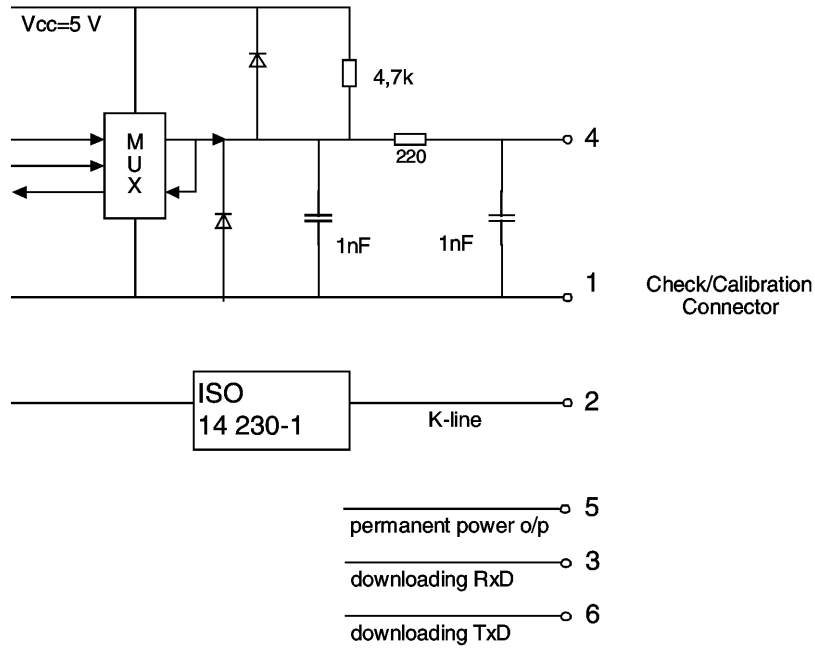 Vcc=5 V
4,7k
M
U
X
220
4
1nF
1nF
1
Check/Calibration
Connector
ISO
14 230-1
K-line
2
permanent power o/p
5
downloading RxD
3
downloading TxD
6